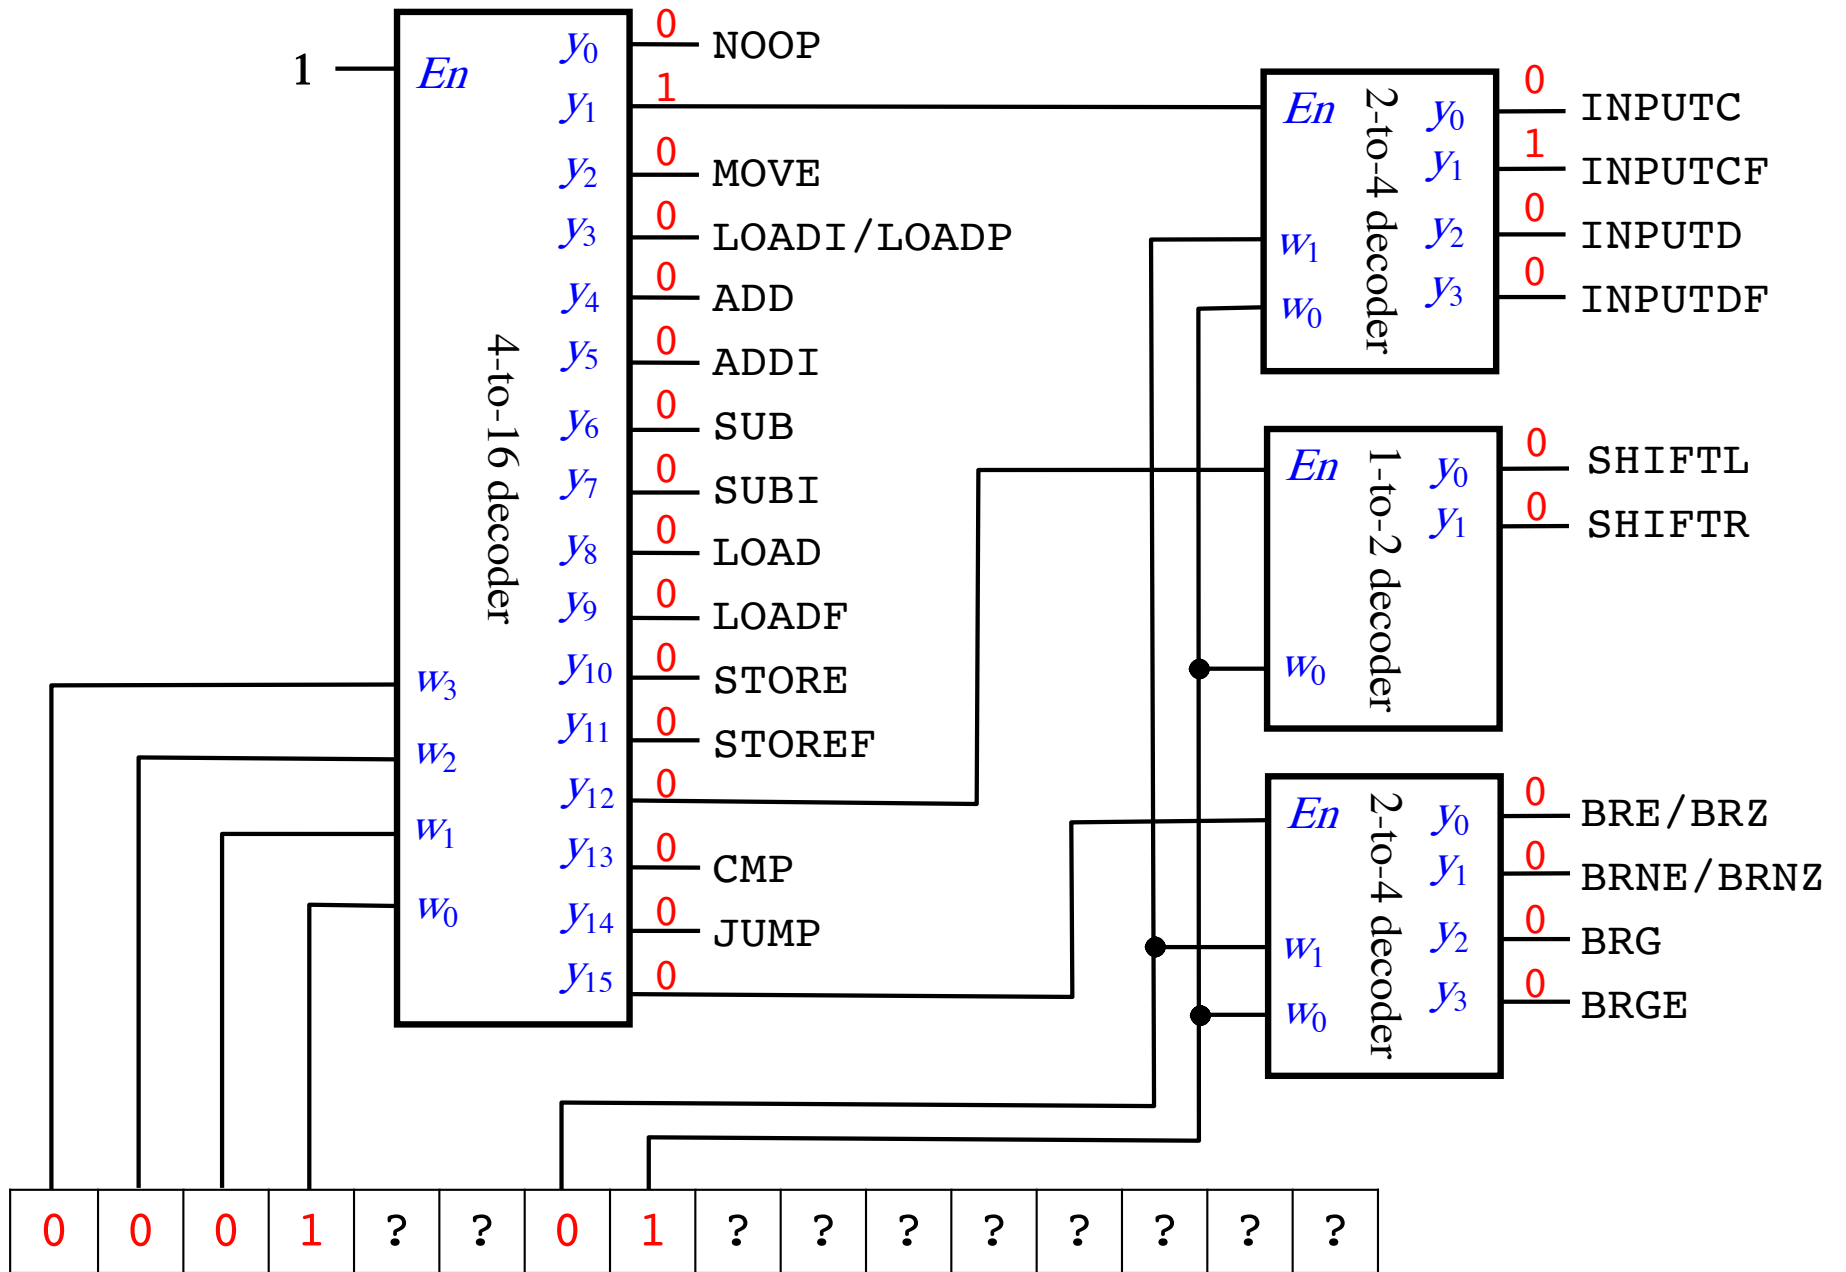 1
En
4-to-16 decoder
w3
w2
w1
w0
y0 0 NOOP
y1 1
y2 0 MOVE
y3 0 LOADI/LOADP
y4 0 ADD
y5 0 ADDI
y6 0 SUB
y7 0 SUBI
y8 0 LOAD
y9 0 LOADF
y10 0 STORE
y11 0 STOREF
y12 0
y13 0 CMP
y14 0 JUMP
y15 0
En
2-to-4 decoder
w1
w0
y0 0 INPUTC
y1 1 INPUTCF
y2 0 INPUTD
y3 0 INPUTDF
En
1-to-2 decoder
w0
y0 0 SHIFTL
y1 0 SHIFTR
En
2-to-4 decoder
w1
w0
y0 0 BRE/BRZ
y1 0 BRNE/BRNZ
y2 0 BRG
y3 0 BRGE
0 0 0 1 ? ? 0 1 ? ? ? ? ? ? ? ?